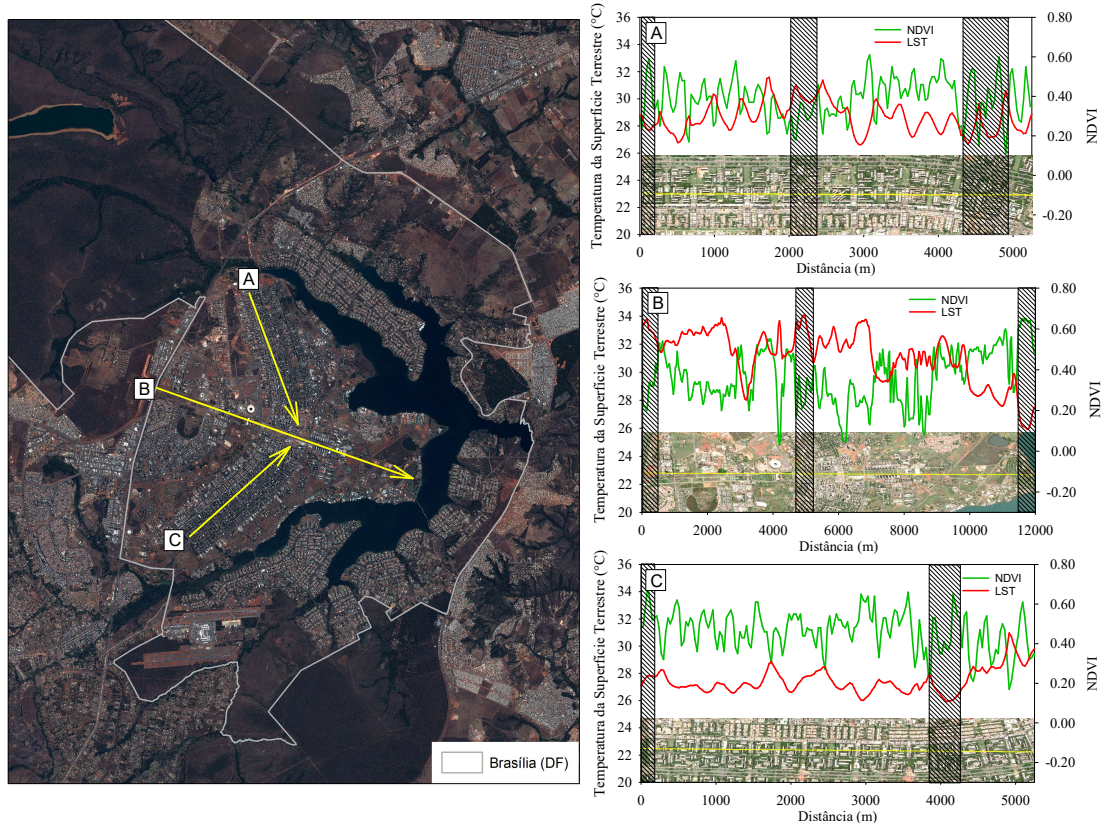 A
B
C
Brasília (DF)
A
NDVI
LST
Temperatura da Superfície Terrestre (°C)
36
34
32
30
28
26
24
22
20
0.80
0.60
0.40
0.20
0.00
-0.20
NDVI
0
1000
2000
3000
4000
5000
Distância (m)
B
NDVI
LST
Temperatura da Superfície Terrestre (°C)
36
34
32
30
28
26
24
22
20
0.80
0.60
0.40
0.20
0.00
-0.20
NDVI
0
2000
4000
6000
8000
10000
12000
Distância (m)
C
NDVI
LST
Temperatura da Superfície Terrestre (°C)
36
34
32
30
28
26
24
22
20
0.80
0.60
0.40
0.20
0.00
-0.20
NDVI
0
1000
2000
3000
4000
5000
Distância (m)